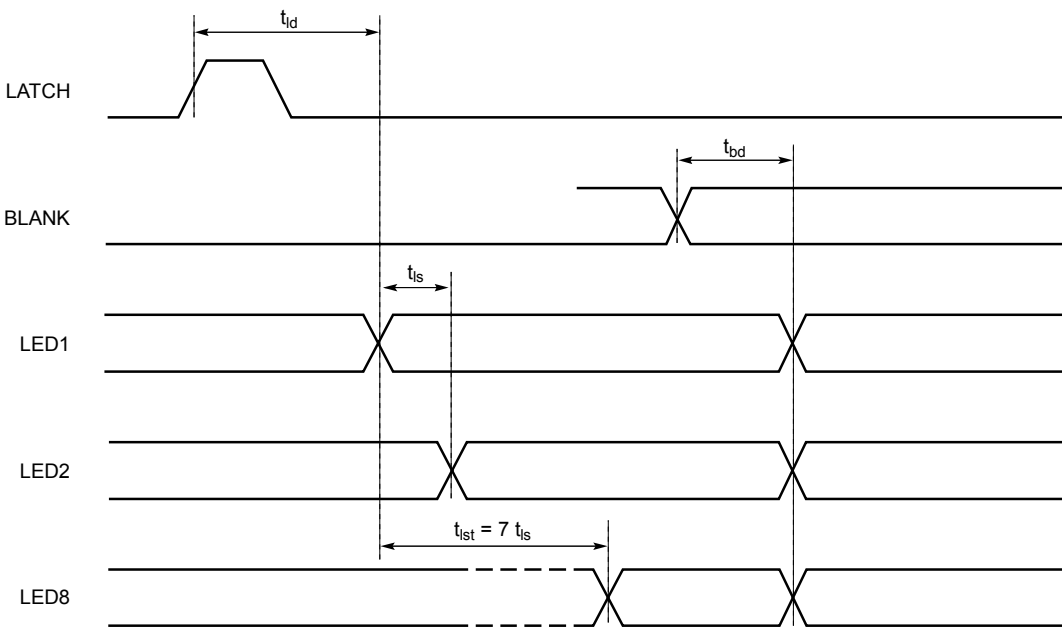 t_ld
LATCH
t_bd
BLANK
t_ls
LED1
LED2
t_lst = 7 t_ls
LED8